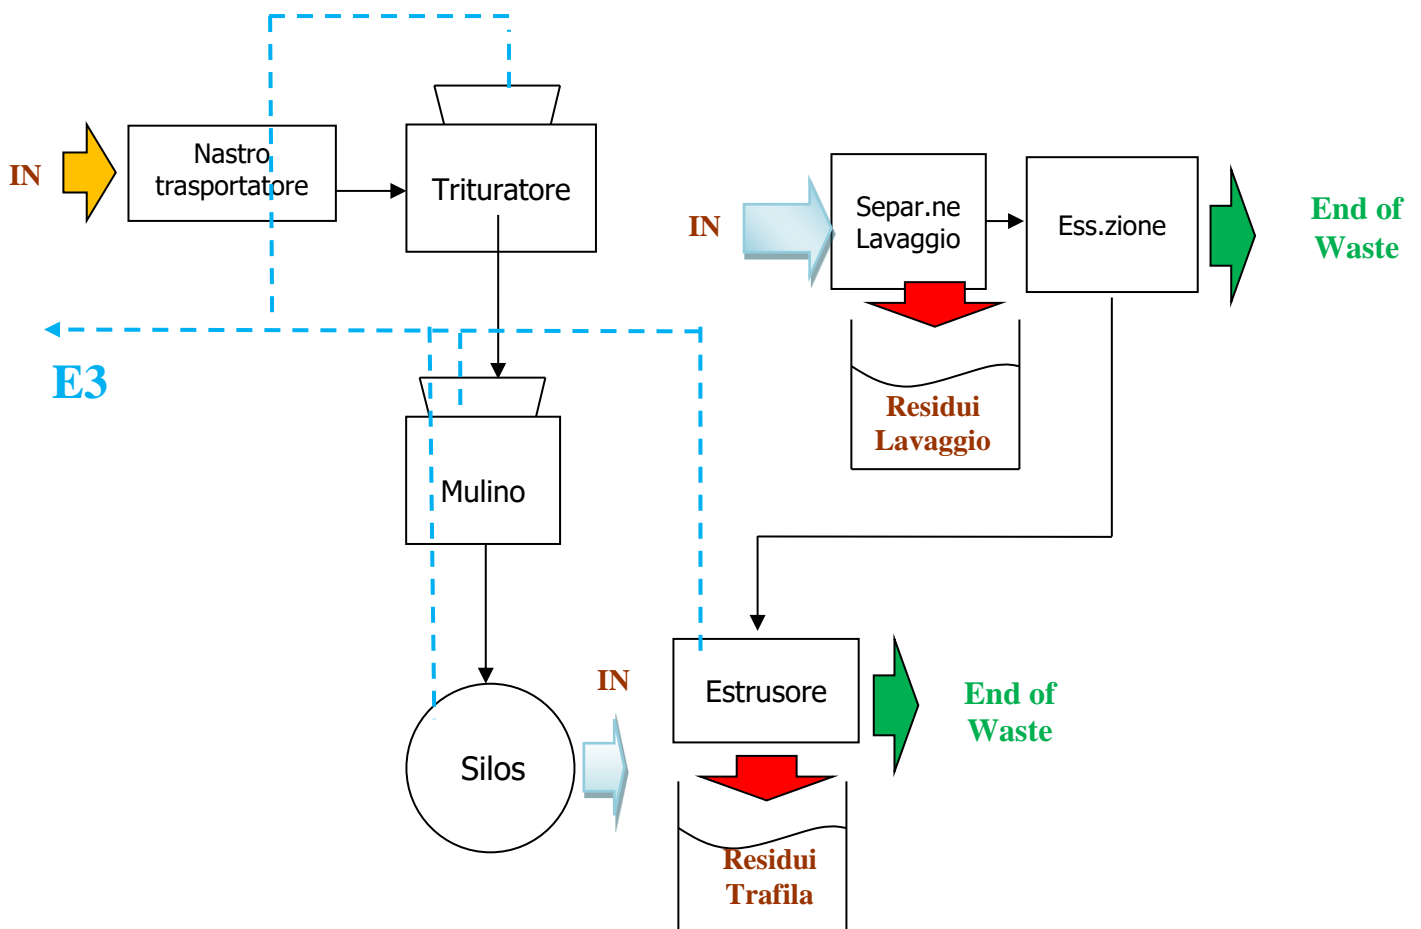 IN
Nastro
trasportatore
Trituratore
IN
Separ.ne
Lavaggio
Ess.zione
End of
Waste
E3
Residui
Lavaggio
Mulino
IN
Estrusore
End of
Waste
Silos
Residui
Trafila